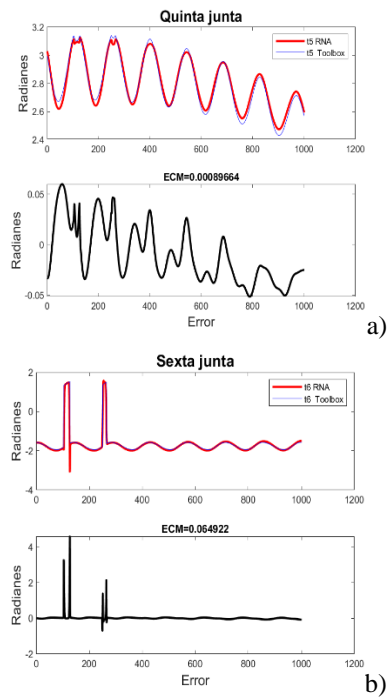 Quinta junta
t5 RNA
t5 Toolbox
Radianes
3.2
3
2.8
2.6
2.4
0 200 400 600 800 1000 1200
ECM=0.00089664
Radianes
0.05
0
-0.05
0 200 400 600 800 1000 1200
Error
a)
Sexta junta
t6 RNA
t6 Toolbox
Radianes
2
0
-2
-4
0 200 400 600 800 1000 1200
ECM=0.064922
Radianes
4
2
0
-2
0 200 400 600 800 1000 1200
Error
b)